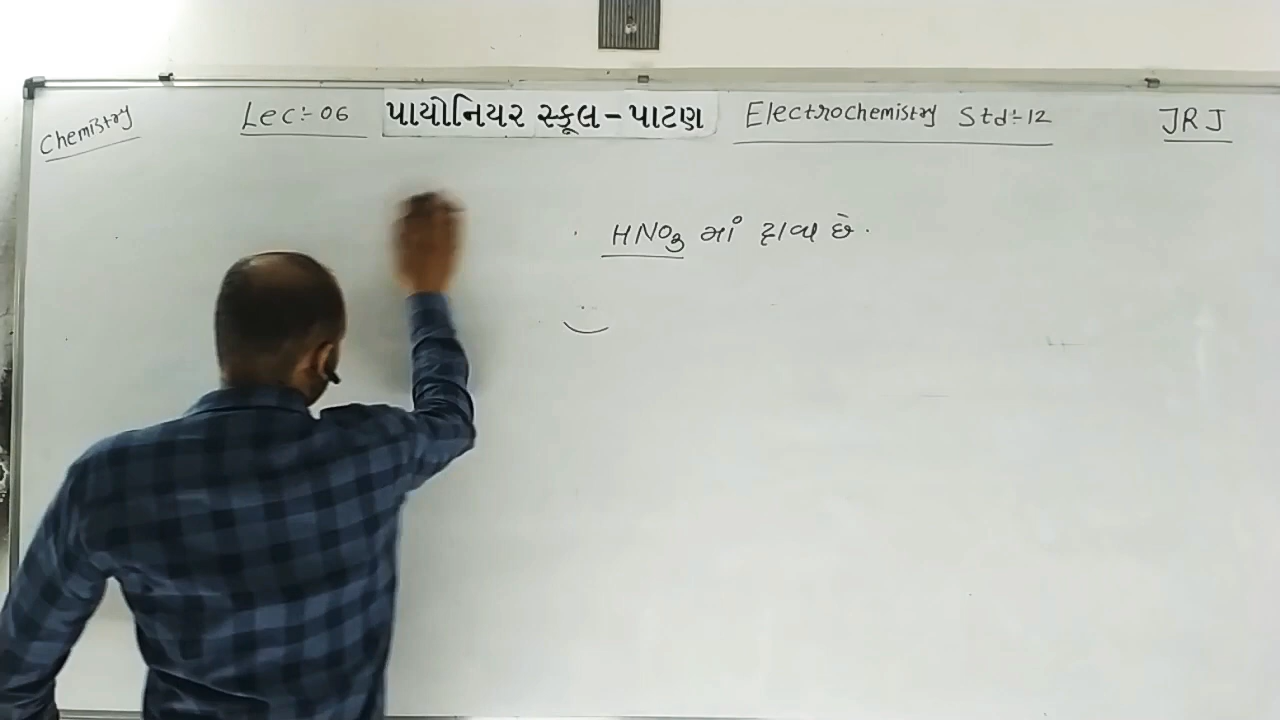 Chemistry Lec:-06 પાયોનિયર સ્કૂલ - પાટણ Electrochemistry Std:-12 JRJ
HNO3 માં દ્રાવ્ય છે.